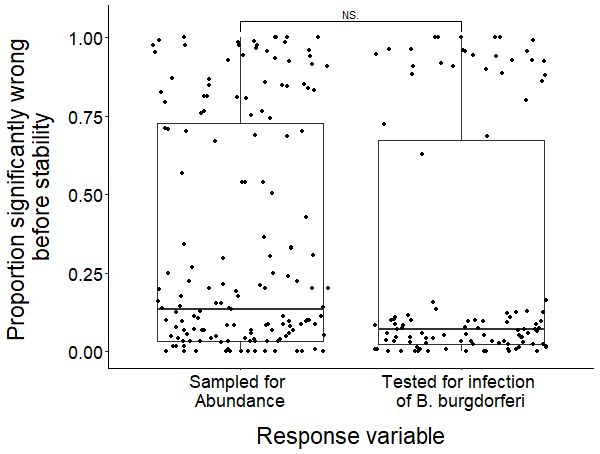 NS.
1.00
0.75
0.50
0.25
0.00
Proportion significantly wrong
before stability
Sampled for
Abundance
Tested for infection
of B. burgdorferi
Response variable